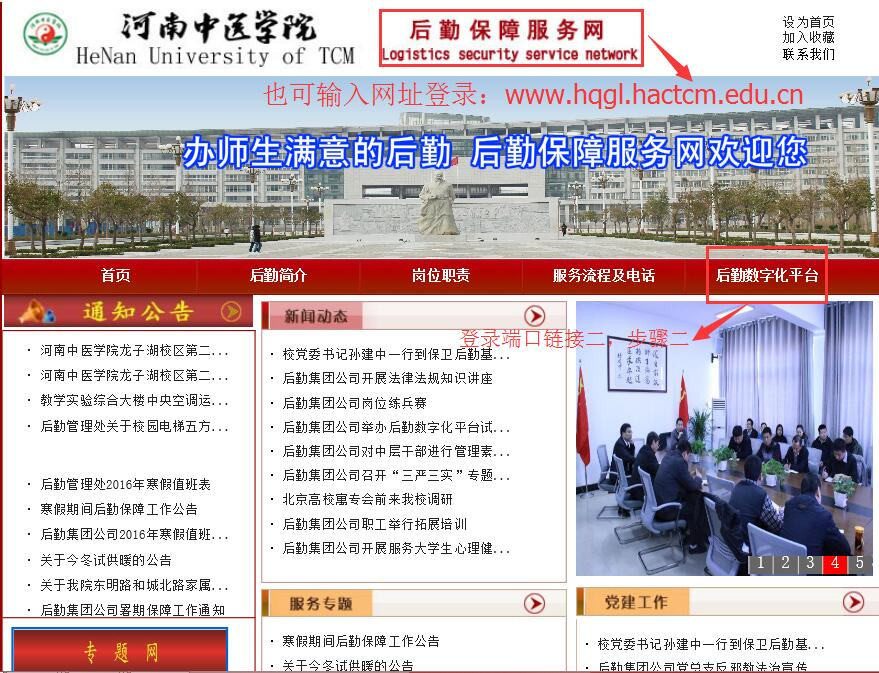 河南中医学院
HeNan University of TCM
后勤保障服务网
Logistics security service network
设为首页
加入收藏
联系我们
也可输入网址登录：www.hqgl.hactcm.edu.cn
办师生满意的后勤 后勤保障服务网欢迎您
首页 后勤简介 岗位职责 服务流程及电话 后勤数字化平台
通知公告
· 河南中医学院龙子湖校区第二...
· 河南中医学院龙子湖校区第二...
· 教学实验综合大楼中央空调运...
· 后勤管理处关于校园电梯五方...
· 后勤管理处2016年寒假值班表
· 寒假期间后勤保障工作公告
· 后勤集团公司2016年寒假值班...
· 关于今冬试供暖的公告
· 关于我院东明路和城北路家属...
· 后勤集团公司暑期保障工作通知
专题网
新闻动态
登录端口链接二，步骤二
· 校党委书记孙建中一行到保卫后勤基...
· 后勤集团公司开展法律法规知识讲座
· 后勤集团公司岗位练兵赛
· 后勤集团公司举办后勤数字化平台试...
· 后勤集团公司对中层干部进行管理素...
· 后勤集团公司召开“三严三实”专题...
· 北京高校寓专会前来我校调研
· 后勤集团公司职工举行拓展培训
· 后勤集团公司开展服务大学生心理健...
1 2 3 4 5
服务专题
· 寒假期间后勤保障工作公告
· 关于今冬试供暖的公告
党建工作
· 校党委书记孙建中一行到保卫后勤基...
· 后勤集团公司党总支反邪教法治宣传